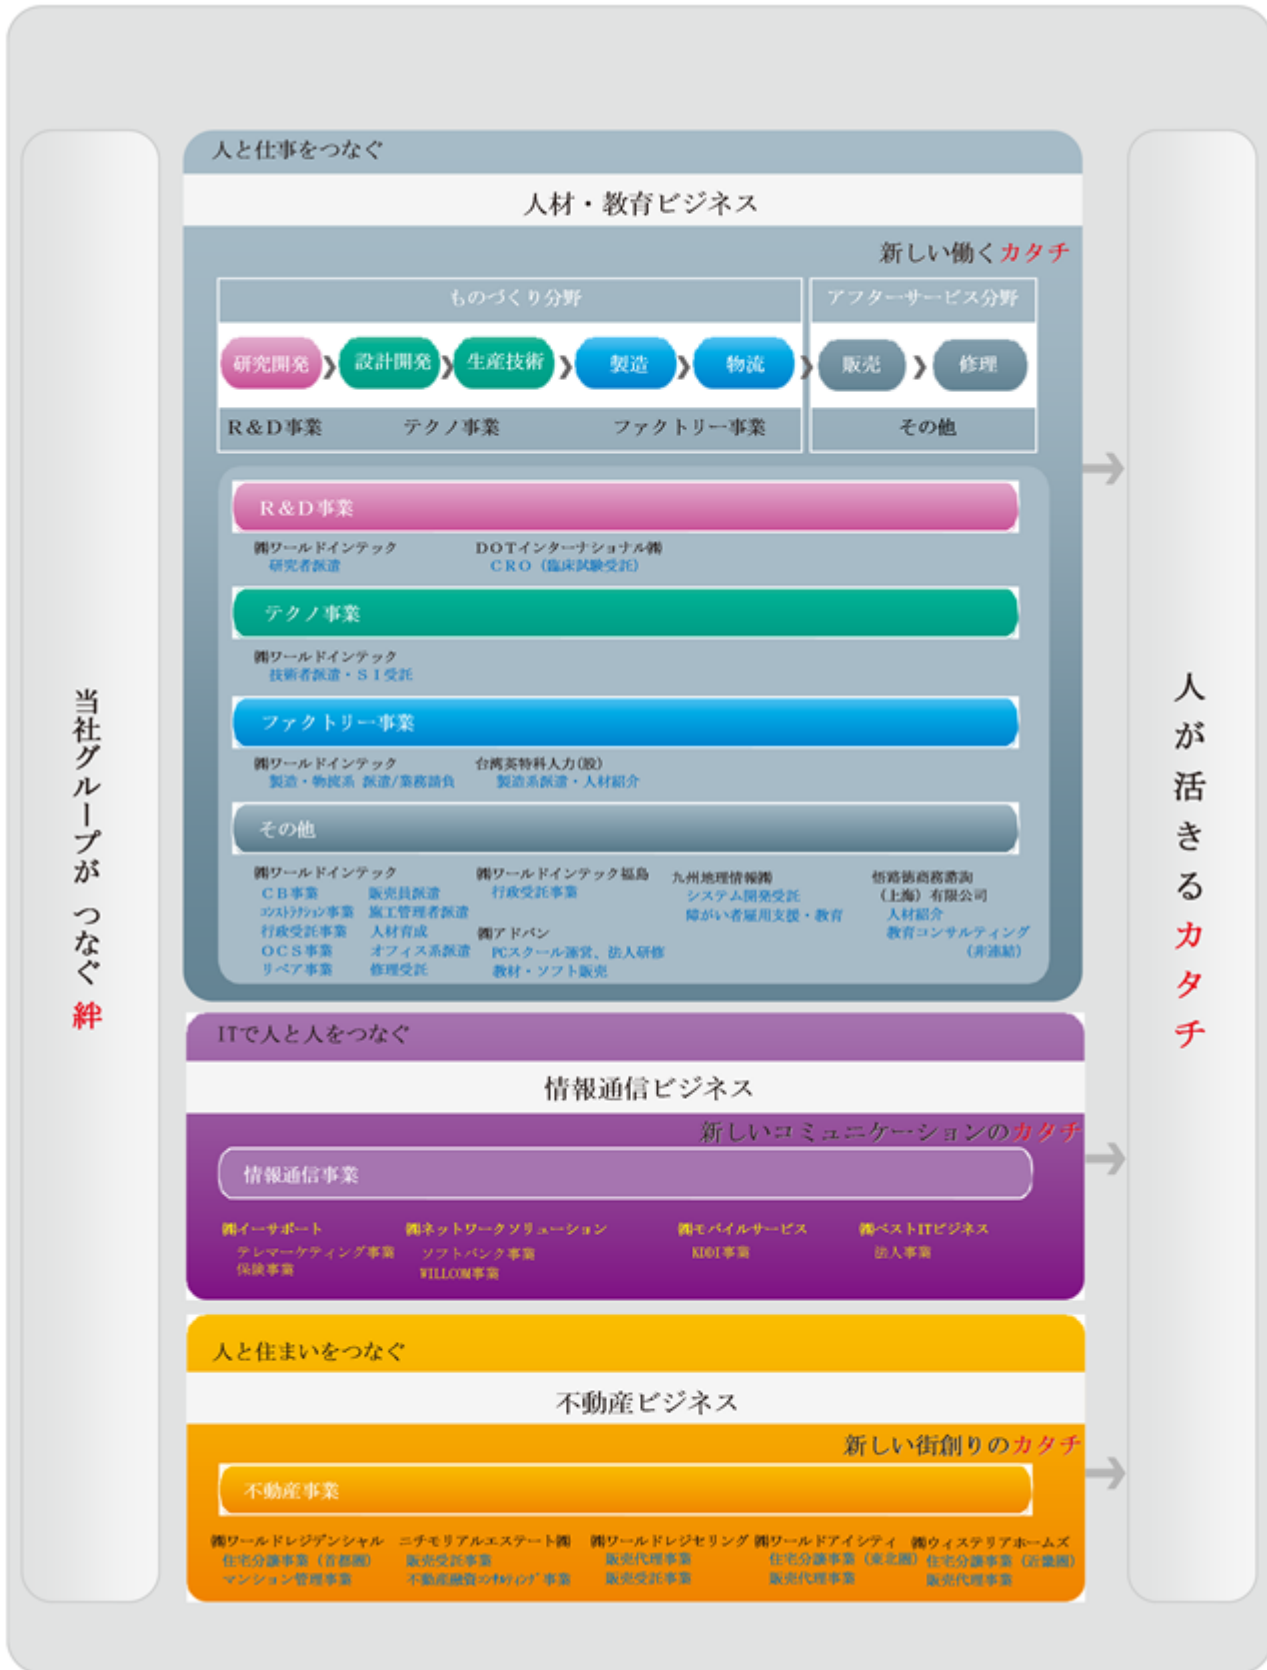 人と仕事をつなぐ
人材・教育ビジネス
新しい働くカタチ
ものづくり分野
アフターサービス分野
研究開発
設計開発
生産技術
製造
物流
販売
修理
R&D事業
テクノ事業
ファクトリー事業
その他
R&D事業
㈱ワールドインテック
研究者派遣
DOTインターナショナル㈱
CRO(臨床試験受託)
テクノ事業
㈱ワールドインテック
技術者派遣・SI受託
ファクトリー事業
㈱ワールドインテック
製造・物流系 派遣/業務請負
台湾英特科人力(股)
製造系派遣・人材紹介
その他
㈱ワールドインテック
CB事業 販売員派遣
コンストラクション事業 施工管理者派遣
行政受託事業 人材育成
OCS事業 オフィス系派遣
リペア事業 修理受託
㈱ワールドインテック福島
行政受託事業
㈱アドバン
PCスクール運営、法人研修
教材・ソフト販売
九州地理情報㈱
システム開発受託
障がい者雇用支援・教育
悟路徳商務諮詢
(上海)有限公司
人材紹介
教育コンサルティング
(非連結)
当社グループが つなぐ 絆
人が活きるカタチ
ITで人と人をつなぐ
情報通信ビジネス
新しいコミュニケーションのカタチ
情報通信事業
㈱イーサポート
テレマーケティング事業
保険事業
㈱ネットワークソリューション
ソフトバンク事業
WILLCOM事業
㈱モバイルサービス
KDDI事業
㈱ベストITビジネス
法人事業
人と住まいをつなぐ
不動産ビジネス
新しい街創りのカタチ
不動産事業
㈱ワールドレジデンシャル
住宅分譲事業(首都圏)
マンション管理事業
ニチモリアルエステート㈱
販売受託事業
不動産融資コンサルティング事業
㈱ワールドレジセリング
販売代理事業
販売受託事業
㈱ワールドアイシティ
住宅分譲事業(東北圏)
販売代理事業
㈱ウィステリアホームズ
住宅分譲事業(近畿圏)
販売代理事業